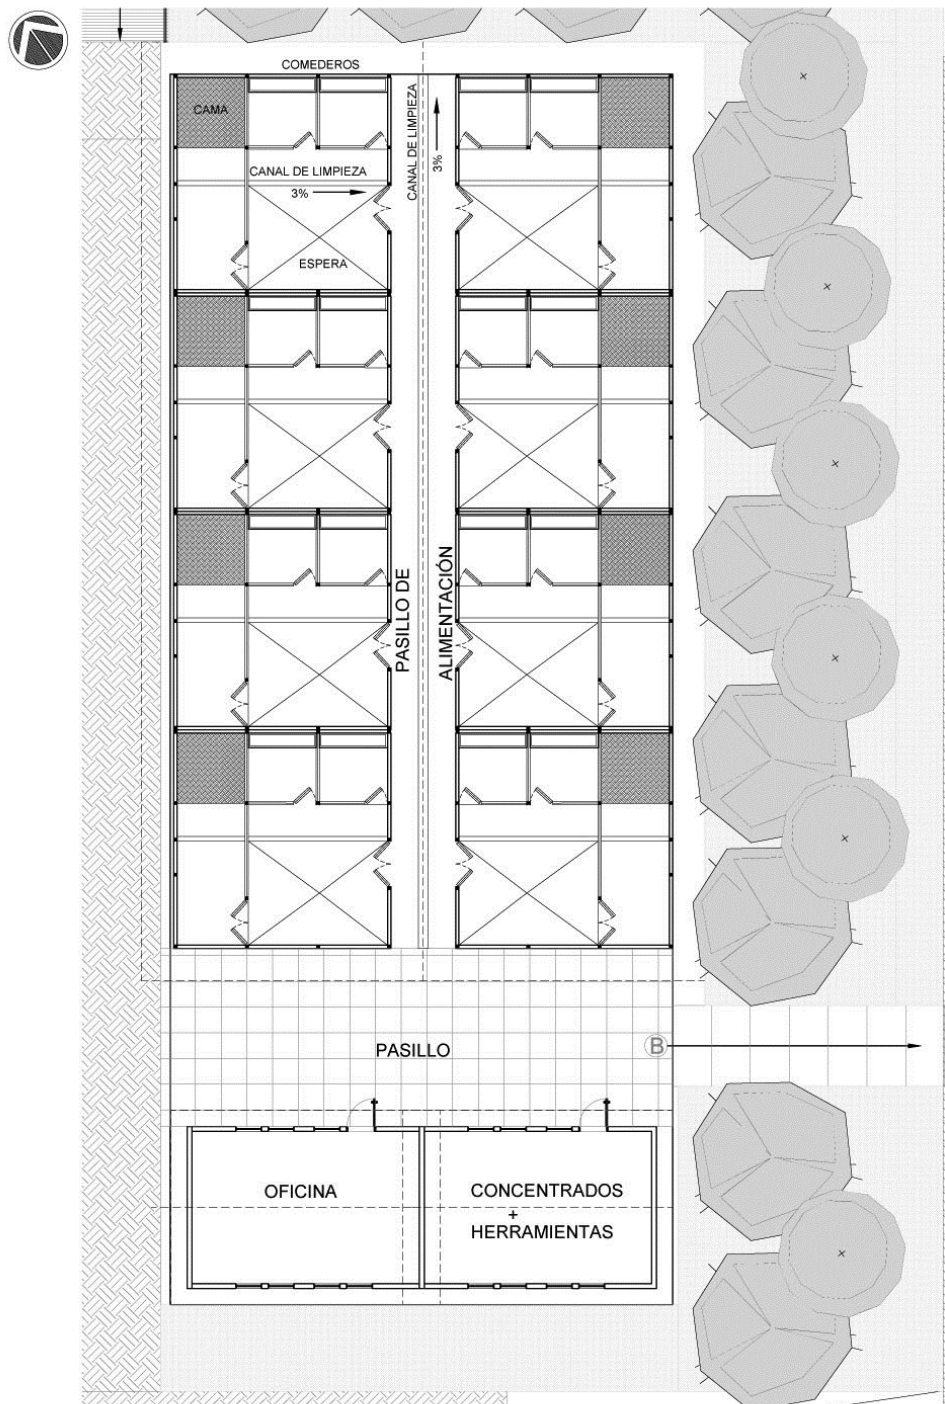 COMEDEROS
CAMA
CANAL DE LIMPIEZA
3%
CANAL DE LIMPIEZA
3%
ESPERA
PASILLO DE
ALIMENTACIÓN
PASILLO
B
OFICINA
CONCENTRADOS
+
HERRAMIENTAS